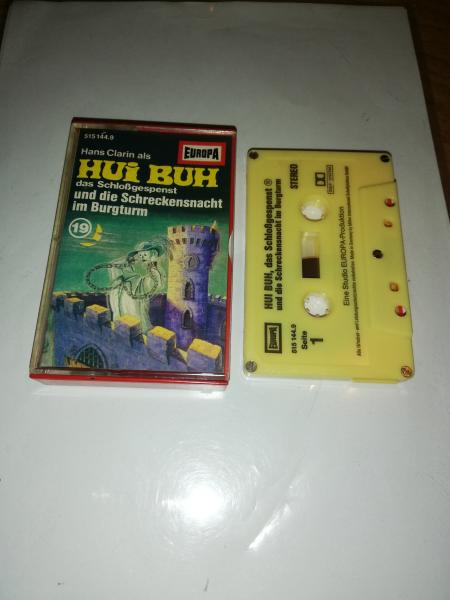 515 144.9
EUROPA
Hans Clarin als
HUI BUH
das Schloßgespenst
und die Schreckensnacht
im Burgturm
19
HUI BUH, das Schloßgespenst ®
und die Schreckensnacht im Burgturm
STEREO
Eine Studio EUROPA-Produktion
EUROPA
515 144.9
Seite
1